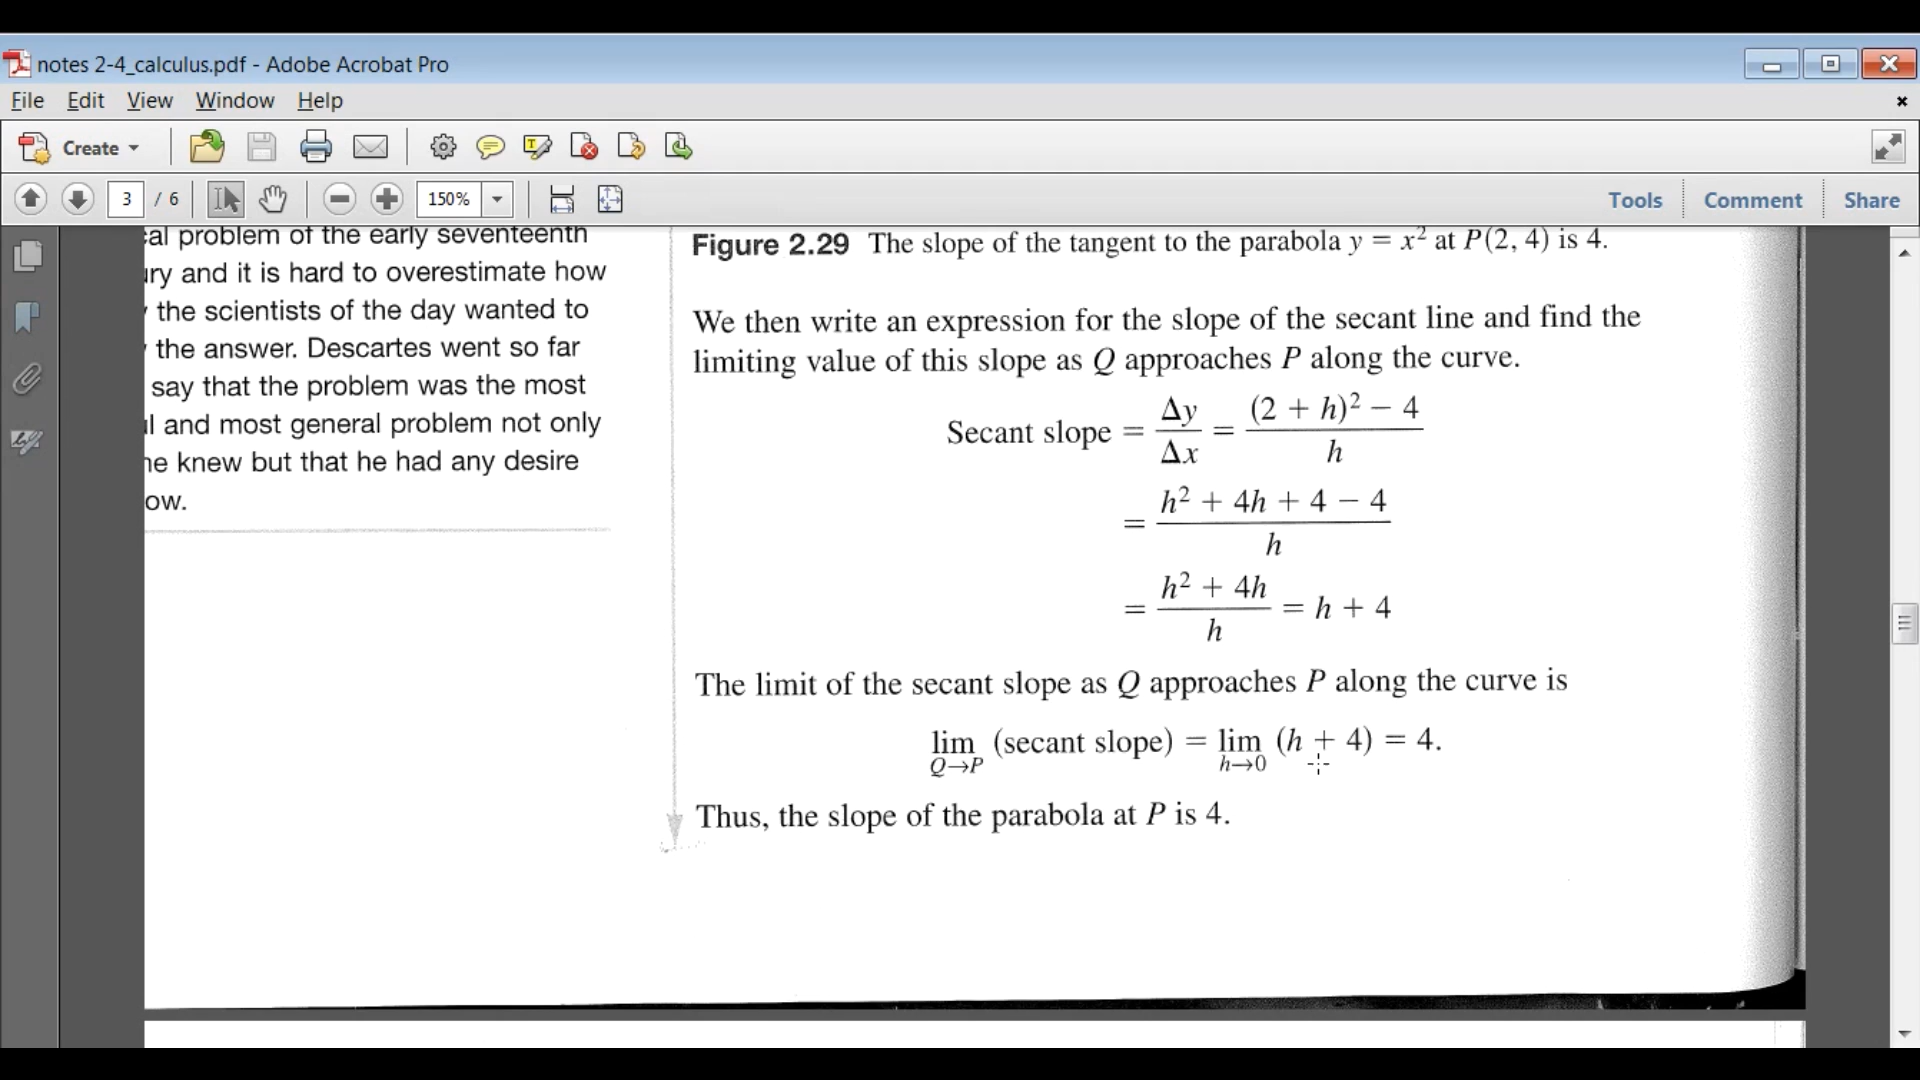 notes 2-4_calculus.pdf - Adobe Acrobat Pro
File Edit View Window Help
Create
3 / 6 150% Tools Comment Share
cal problem of the early seventeenth
ury and it is hard to overestimate how
the scientists of the day wanted to
the answer. Descartes went so far
say that the problem was the most
l and most general problem not only
he knew but that he had any desire
ow.
Figure 2.29 The slope of the tangent to the parabola y = x² at P(2, 4) is 4.
We then write an expression for the slope of the secant line and find the
limiting value of this slope as Q approaches P along the curve.
Secant slope = Δy/Δx = ((2 + h)² − 4)/h
= (h² + 4h + 4 − 4)/h
= (h² + 4h)/h = h + 4
The limit of the secant slope as Q approaches P along the curve is
lim Q→P (secant slope) = lim h→0 (h + 4) = 4.
Thus, the slope of the parabola at P is 4.